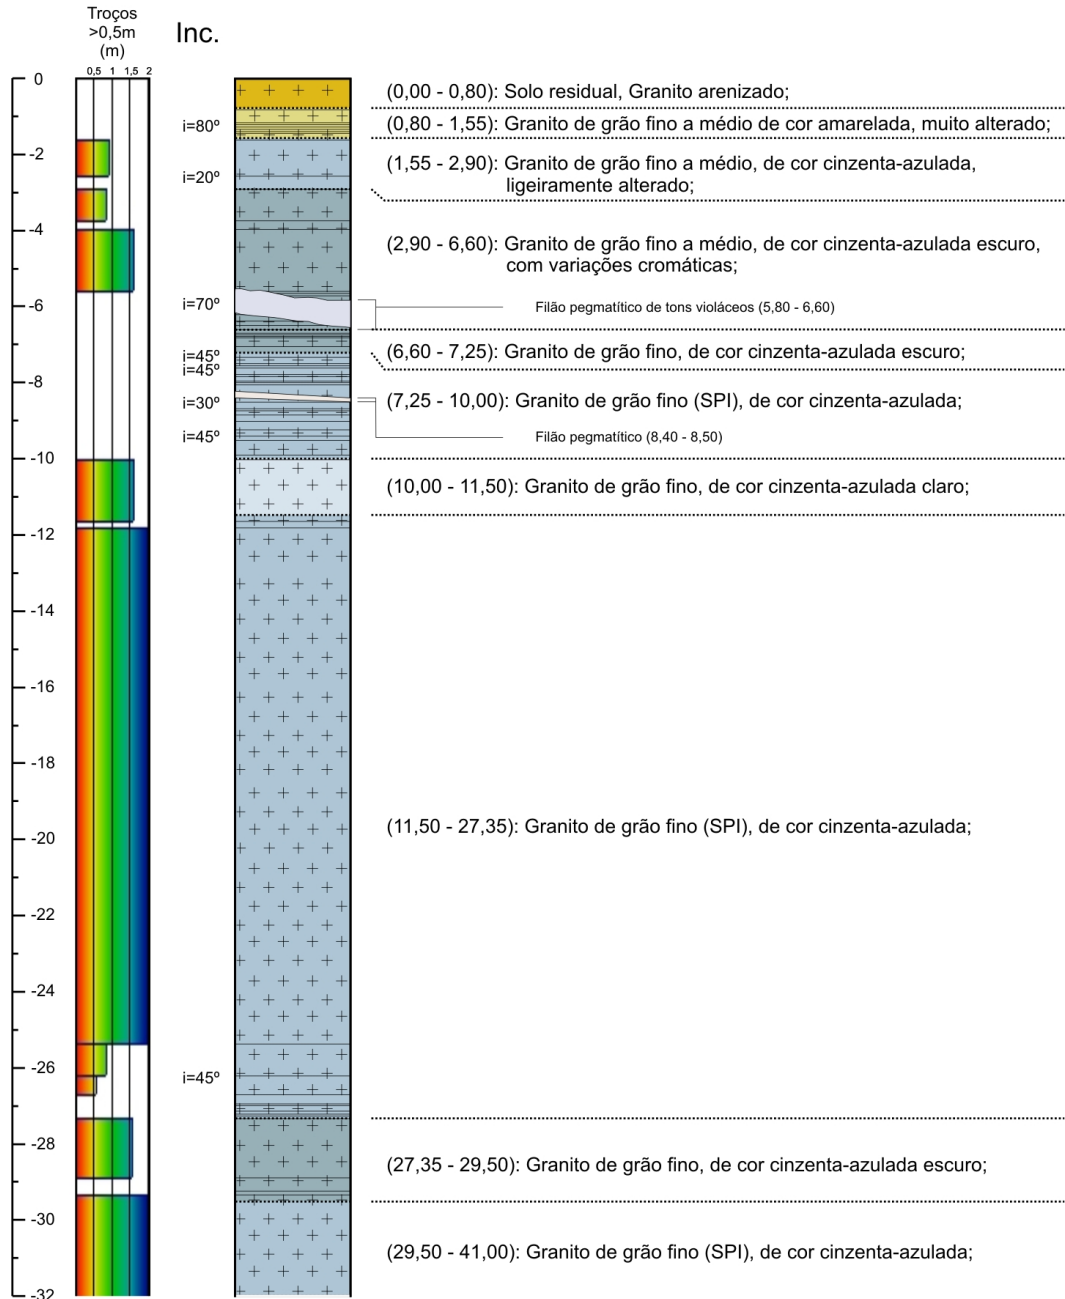 Troços
>0,5m
(m)
Inc.
0,5 1 1,5 2
0
-2
-4
-6
-8
-10
-12
-14
-16
-18
-20
-22
-24
-26
-28
-30
-32
i=80º
i=20º
i=70º
i=45º
i=45º
i=30º
i=45º
i=45º
(0,00 - 0,80): Solo residual, Granito arenizado;
(0,80 - 1,55): Granito de grão fino a médio de cor amarelada, muito alterado;
(1,55 - 2,90): Granito de grão fino a médio, de cor cinzenta-azulada,
ligeiramente alterado;
(2,90 - 6,60): Granito de grão fino a médio, de cor cinzenta-azulada escuro,
com variações cromáticas;
Filão pegmatítico de tons violáceos (5,80 - 6,60)
(6,60 - 7,25): Granito de grão fino, de cor cinzenta-azulada escuro;
(7,25 - 10,00): Granito de grão fino (SPI), de cor cinzenta-azulada;
Filão pegmatítico (8,40 - 8,50)
(10,00 - 11,50): Granito de grão fino, de cor cinzenta-azulada claro;
(11,50 - 27,35): Granito de grão fino (SPI), de cor cinzenta-azulada;
(27,35 - 29,50): Granito de grão fino, de cor cinzenta-azulada escuro;
(29,50 - 41,00): Granito de grão fino (SPI), de cor cinzenta-azulada;